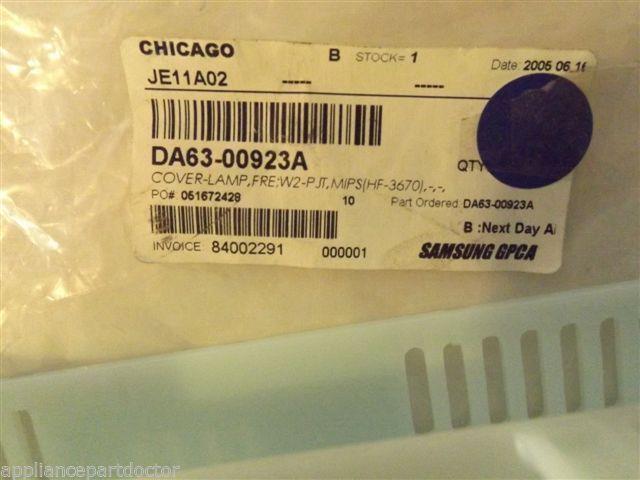 CHICAGO B STOCK= 1 Date: 2005 06 16
JE11A02 ----- -----
DA63-00923A
QTY
COVER-LAMP,FRE;W2-PJT,MIPS(HF-3670),-,-,
PO# 051672428 10 Part Ordered: DA63-00923A
B :Next Day
INVOICE: 84002291 000001 SAMSUNG GPCA
© appliancepartdoctor